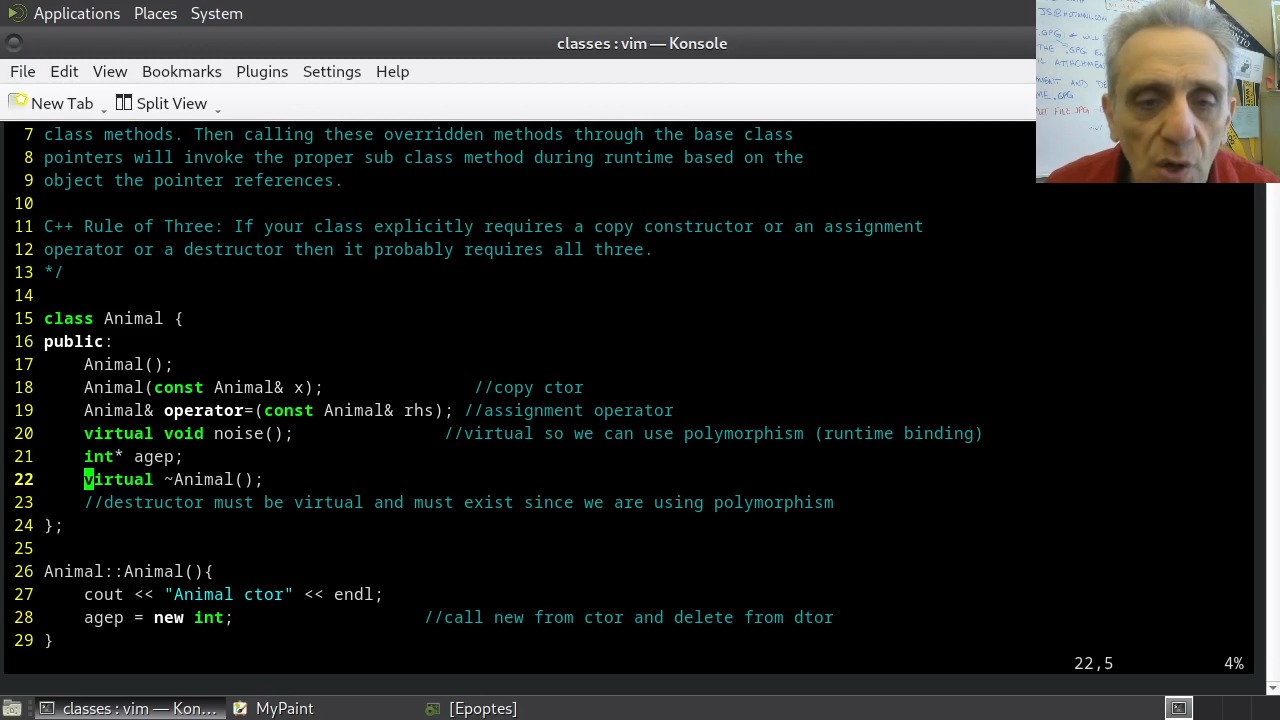 Applications Places System
classes : vim — Konsole
File Edit View Bookmarks Plugins Settings Help
New Tab Split View
7 class methods. Then calling these overridden methods through the base class
8 pointers will invoke the proper sub class method during runtime based on the
9 object the pointer references.
10
11 C++ Rule of Three: If your class explicitly requires a copy constructor or an assignment
12 operator or a destructor then it probably requires all three.
13 */
14
15 class Animal {
16 public:
17 Animal();
18 Animal(const Animal& x); //copy ctor
19 Animal& operator=(const Animal& rhs); //assignment operator
20 virtual void noise(); //virtual so we can use polymorphism (runtime binding)
21 int* agep;
22 virtual ~Animal();
23 //destructor must be virtual and must exist since we are using polymorphism
24 };
25
26 Animal::Animal(){
27 cout << "Animal ctor" << endl;
28 agep = new int; //call new from ctor and delete from dtor
29 }
22,5 4%
classes : vim — Kon... MyPaint [Epoptes]